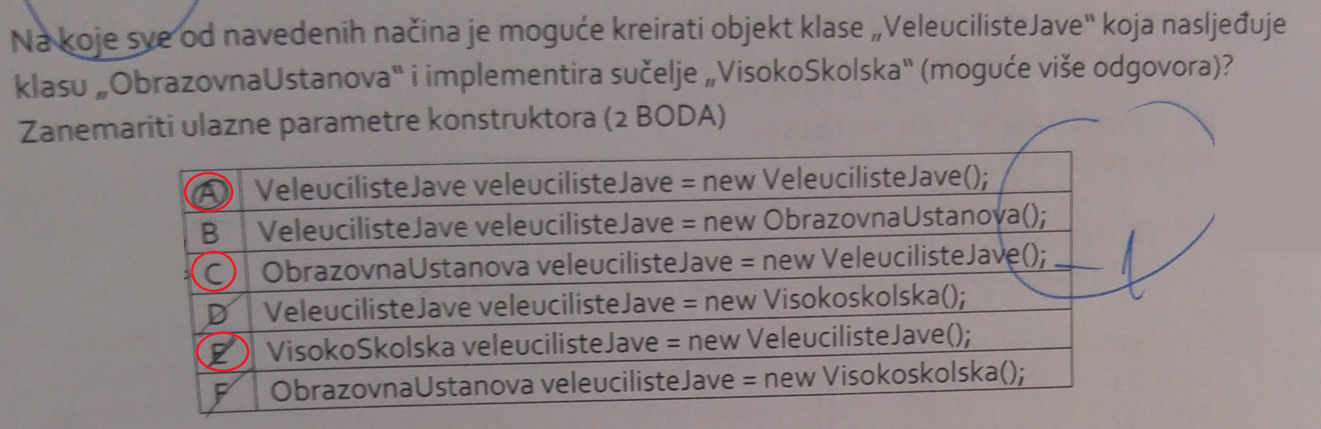 Na koje sve od navedenih načina je moguće kreirati objekt klase „VeleucilisteJave" koja nasljeđuje
klasu „ObrazovnaUstanova" i implementira sučelje „VisokoSkolska" (moguće više odgovora)?
Zanemariti ulazne parametre konstruktora (2 BODA)
A VeleucilisteJave veleucilisteJave = new VeleucilisteJave();
B VeleucilisteJave veleucilisteJave = new ObrazovnaUstanova();
C ObrazovnaUstanova veleucilisteJave = new VeleucilisteJave();
D VeleucilisteJave veleucilisteJave = new Visokoskolska();
E VisokoSkolska veleucilisteJave = new VeleucilisteJave();
F ObrazovnaUstanova veleucilisteJave = new Visokoskolska();